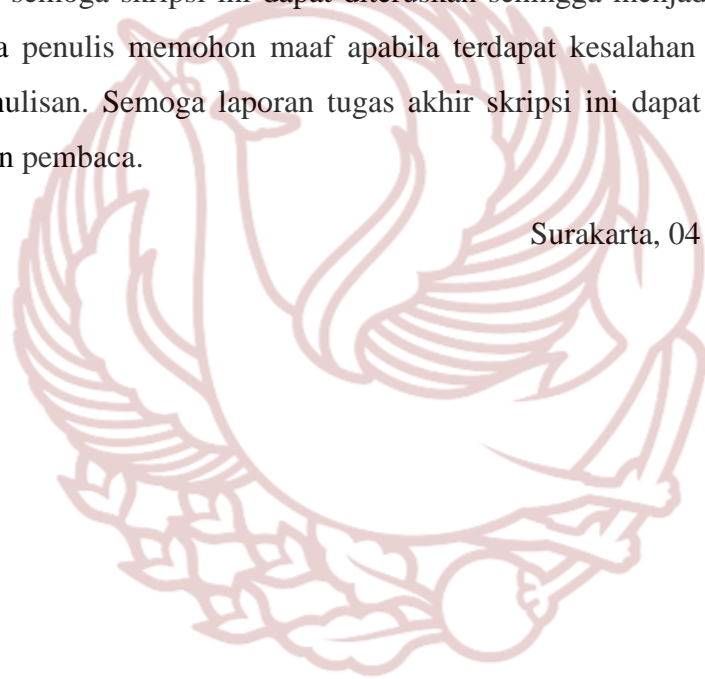 semoga skripsi ini dapat diteruskan sehingga menjad
penulis memohon maaf apabila terdapat kesalahan
nulisan. Semoga laporan tugas akhir skripsi ini dapat
n pembaca.
Surakarta, 04